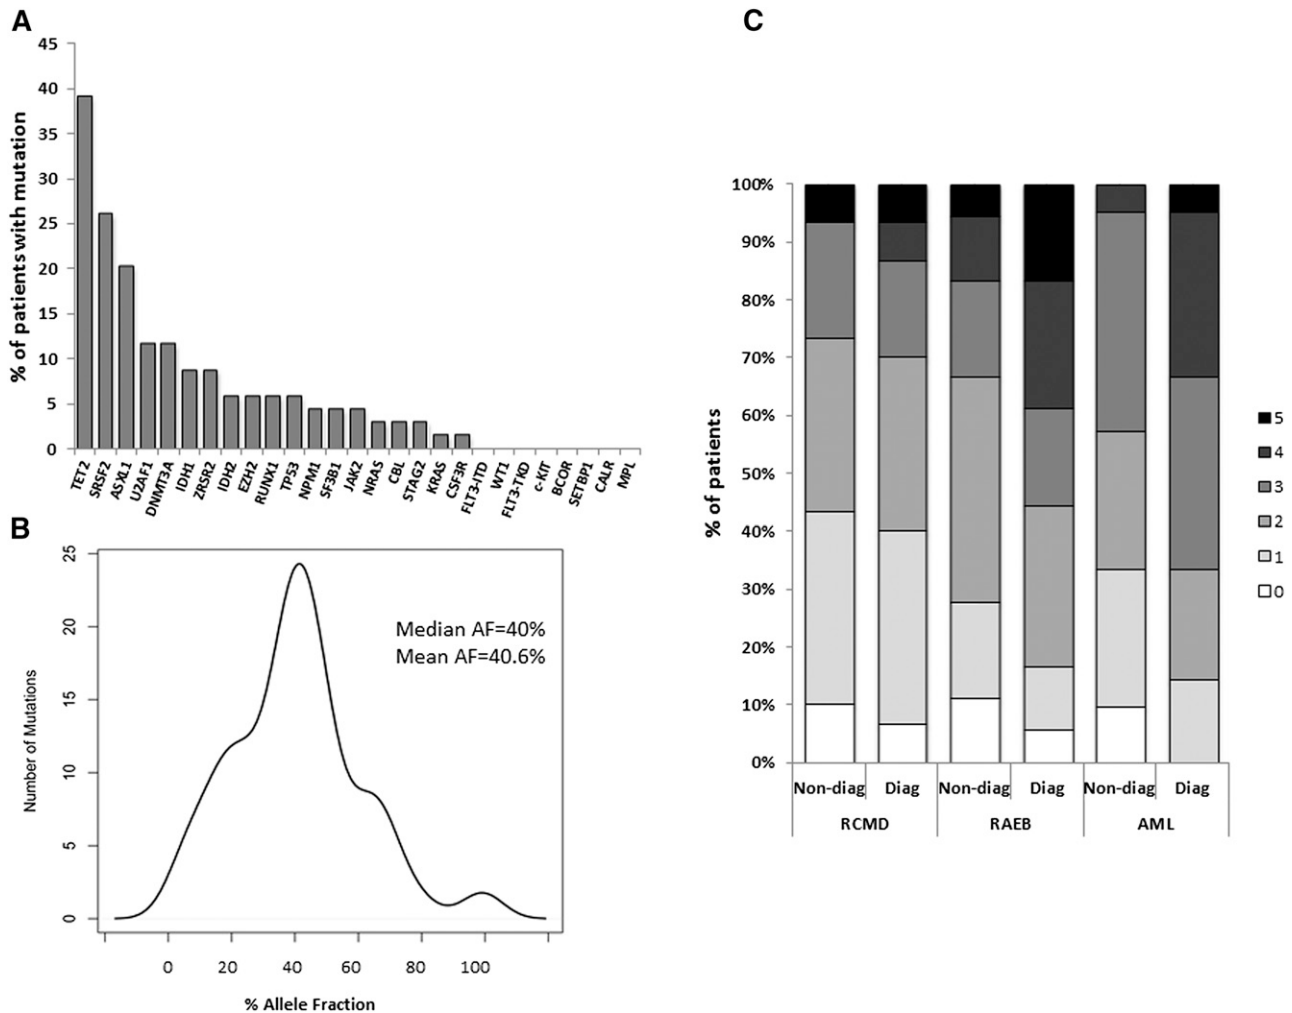 A
% of patients with mutation
45
40
35
30
25
20
15
10
5
0
TET2
SRSF2
ASXL1
U2AF1
DNMT3A
IDH1
ZRSR2
IDH2
EZH2
RUNX1
TP53
NPM1
SF3B1
JAK2
NRAS
CBL
STAG2
KRAS
CSF3R
FLT3-ITD
WT1
FLT3-TKD
c-KIT
BCOR
SETBP1
CALR
MPL
B
Number of Mutations
25
20
15
10
5
0
Median AF=40%
Mean AF=40.6%
0 20 40 60 80 100
% Allele Fraction
C
% of patients
100%
90%
80%
70%
60%
50%
40%
30%
20%
10%
0%
Non-diag Diag Non-diag Diag Non-diag Diag
RCMD RAEB AML
5
4
3
2
1
0